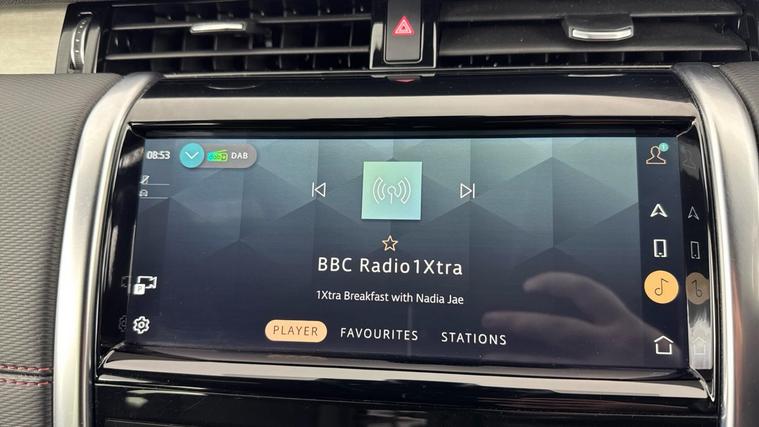 08:53
DAB
BBC Radio1Xtra
1Xtra Breakfast with Nadia Jae
P
PLAYER FAVOURITES STATIONS